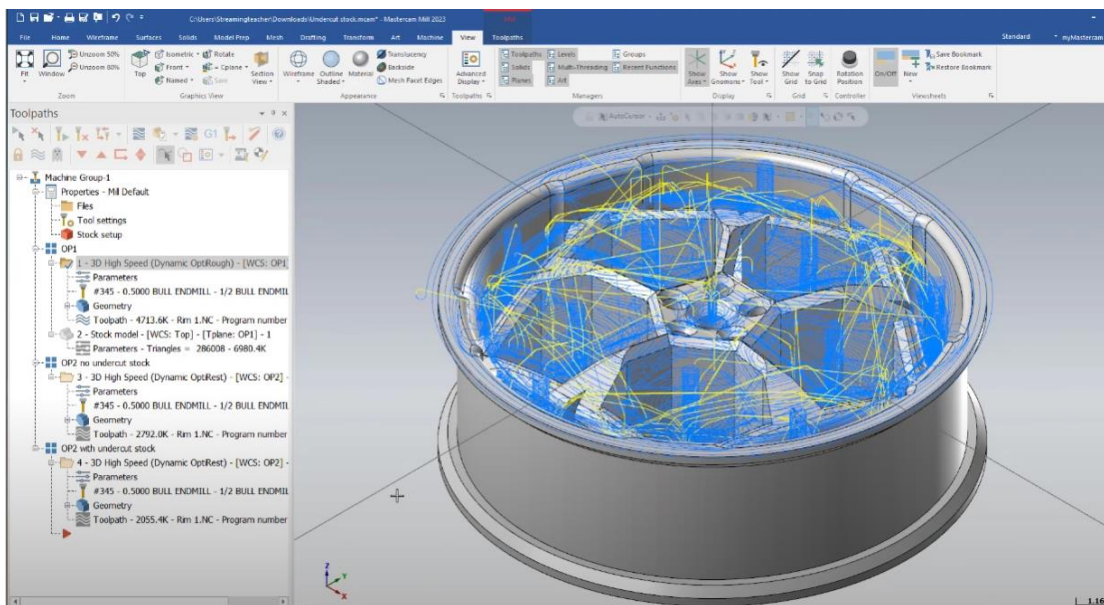 C:\Users\Streamingteacher\Downloads\Undercut stock.mcam* - Mastercam Mill 2023
Mill
File Home Wireframe Surfaces Solids Model Prep Mesh Drafting Transform Art Machine View Toolpaths
Standard myMastercam
Fit Window Unzoom 50% Unzoom 80%
Zoom
Top Isometric Front Named Rotate = Cplane Save Section View
Graphics View
Wireframe Outline Shaded Material Translucency Backside Mesh Facet Edges
Appearance
Advanced Display
Toolpaths
Toolpaths Levels Groups
Solids Multi-Threading Recent Functions
Planes Art
Managers
Show Axes Show Gnomons Show Tool
Display
Show Grid Snap to Grid
Grid
Rotation Position
Controller
On/Off New Save Bookmark Restore Bookmark
Viewsheets
Toolpaths
G1
AutoCursor
Machine Group-1
Properties - Mill Default
Files
Tool settings
Stock setup
OP1
1 - 3D High Speed (Dynamic OptiRough) - [WCS: OP1]
Parameters
#345 - 0.5000 BULL ENDMILL - 1/2 BULL ENDMIL
Geometry
Toolpath - 4713.6K - Rim 1.NC - Program number
2 - Stock model - [WCS: Top] - [Tplane: OP1] - 1
Parameters - Triangles = 286008 - 6980.4K
OP2 no undercut stock
3 - 3D High Speed (Dynamic OptiRest) - [WCS: OP2] -
Parameters
#345 - 0.5000 BULL ENDMILL - 1/2 BULL ENDMIL
Geometry
Toolpath - 2792.0K - Rim 1.NC - Program number
OP2 wth undercut stock
4 - 3D High Speed (Dynamic OptiRest) - [WCS: OP2] -
Parameters
#345 - 0.5000 BULL ENDMILL - 1/2 BULL ENDMIL
Geometry
Toolpath - 2055.4K - Rim 1.NC - Program number
Z
Y
X
1.16